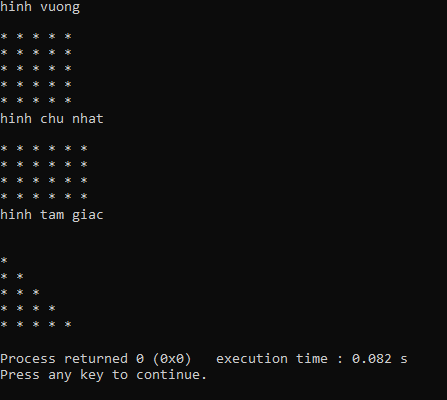 hinh vuong
* * * * *
* * * * *
* * * * *
* * * * *
* * * * *
hinh chu nhat
* * * * * *
* * * * * *
* * * * * *
* * * * * *
hinh tam giac
*
* *
* * *
* * * *
* * * * *
Process returned 0 (0x0)   execution time : 0.082 s
Press any key to continue.